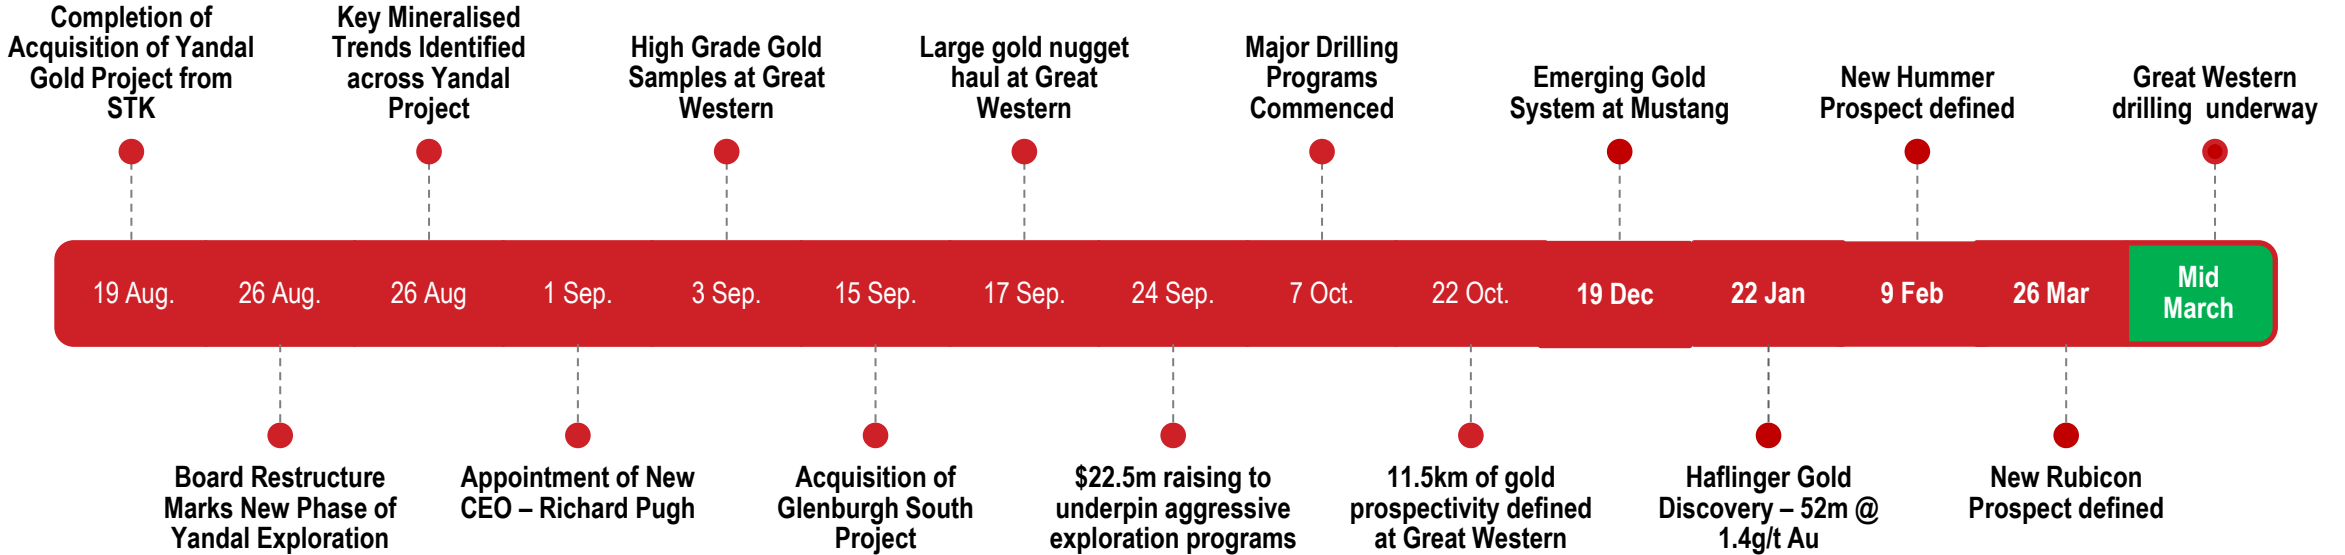 Completion of
Acquisition of Yandal
Gold Project from
STK
Key Mineralised
Trends Identified
across Yandal
Project
High Grade Gold
Samples at Great
Western
Large gold nugget
haul at Great
Western
Major Drilling
Programs
Commenced
Emerging Gold
System at Mustang
New Hummer
Prospect defined
Great Western
drilling  underway
19 Aug.
26 Aug.
26 Aug
1 Sep.
3 Sep.
15 Sep.
17 Sep.
24 Sep.
7 Oct.
22 Oct.
19 Dec
22 Jan
9 Feb
26 Mar
Mid
March
Board Restructure
Marks New Phase of
Yandal Exploration
Appointment of New
CEO – Richard Pugh
Acquisition of
Glenburgh South
Project
$22.5m raising to
underpin aggressive
exploration programs
11.5km of gold
prospectivity defined
at Great Western
Haflinger Gold
Discovery – 52m @
1.4g/t Au
New Rubicon
Prospect defined